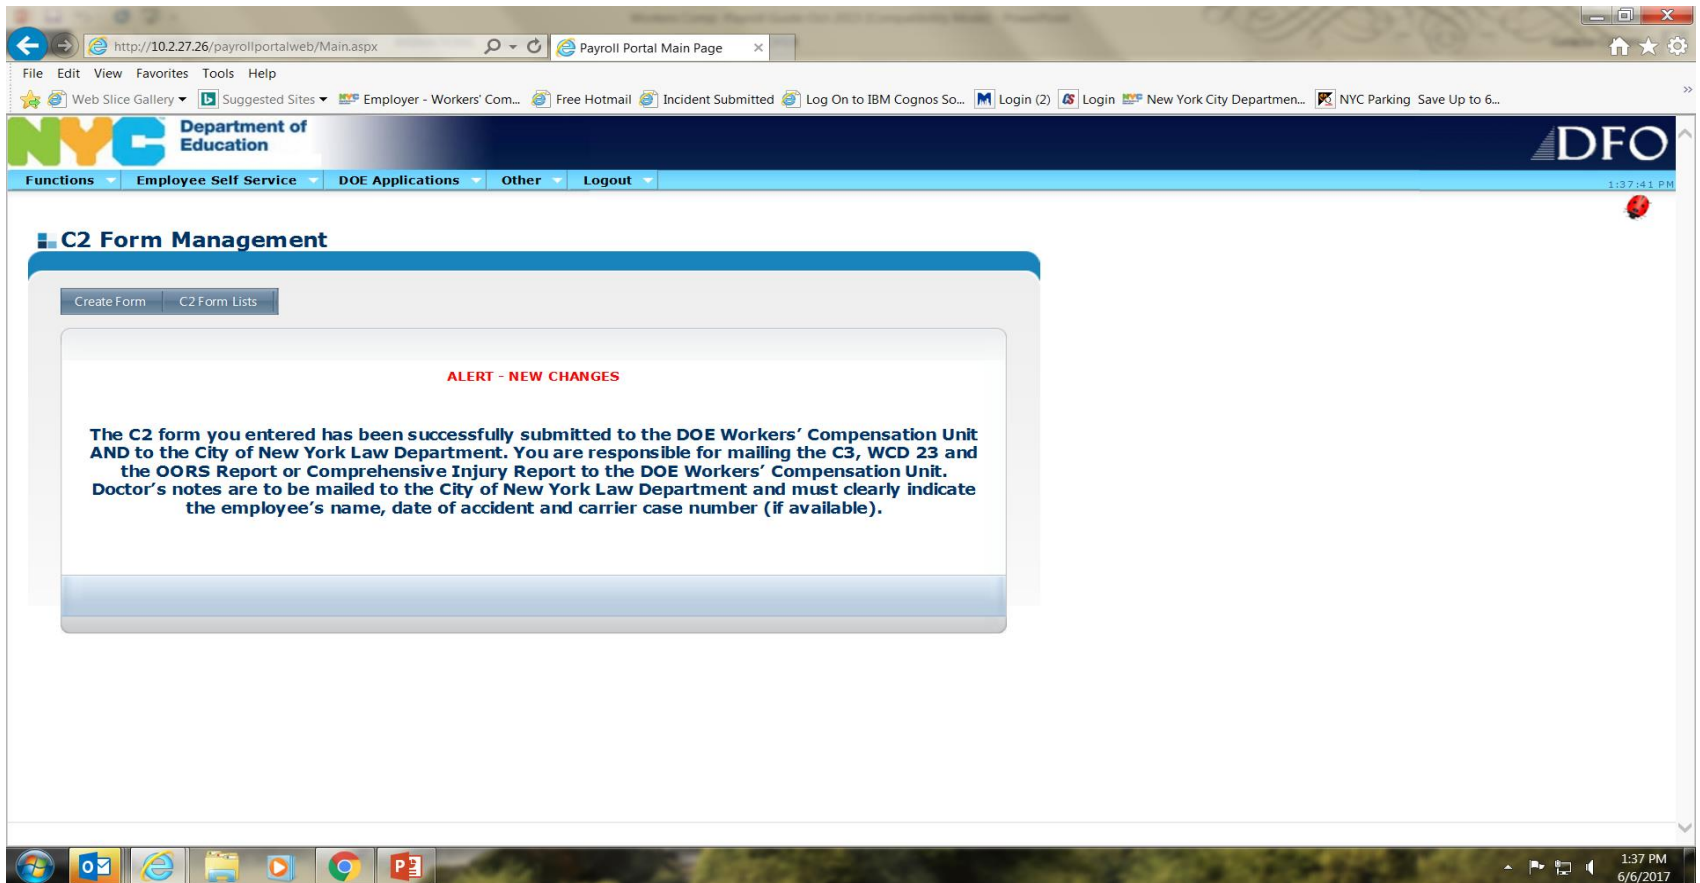 http://10.2.27.26/payrollportalweb/Main.aspx
Payroll Portal Main Page
File Edit View Favorites Tools Help
Web Slice Gallery Suggested Sites Employer - Workers' Com... Free Hotmail Incident Submitted Log On to IBM Cognos So... Login (2) Login New York City Departmen... NYC Parking Save Up to 6...
NYC Department of
Education
DFO
Functions Employee Self Service DOE Applications Other Logout
1:37:41 PM
C2 Form Management
Create Form C2 Form Lists
ALERT - NEW CHANGES
The C2 form you entered has been successfully submitted to the DOE Workers’ Compensation Unit
AND to the City of New York Law Department. You are responsible for mailing the C3, WCD 23 and
the OORS Report or Comprehensive Injury Report to the DOE Workers’ Compensation Unit.
Doctor’s notes are to be mailed to the City of New York Law Department and must clearly indicate
the employee’s name, date of accident and carrier case number (if available).
1:37 PM
6/6/2017